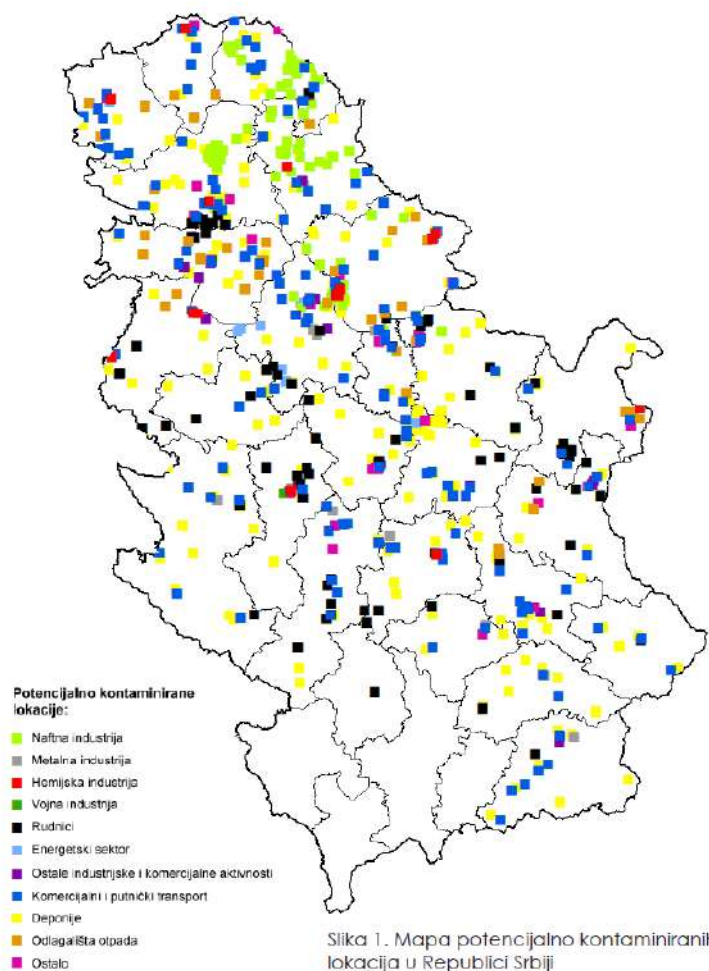 Potencijalno kontaminirane
lokacije:
Naftna industrija
Metalna industrija
Hemijska industrija
Vojna industrija
Rudnici
Energetski sektor
Ostale industrijske i komercijalne aktivnosti
Komercijalni i putnički transport
Deponije
Odlagališta otpada
Ostalo
Slika 1. Mapa potencijalno kontaminiranih
lokacija u Republici Srbiji